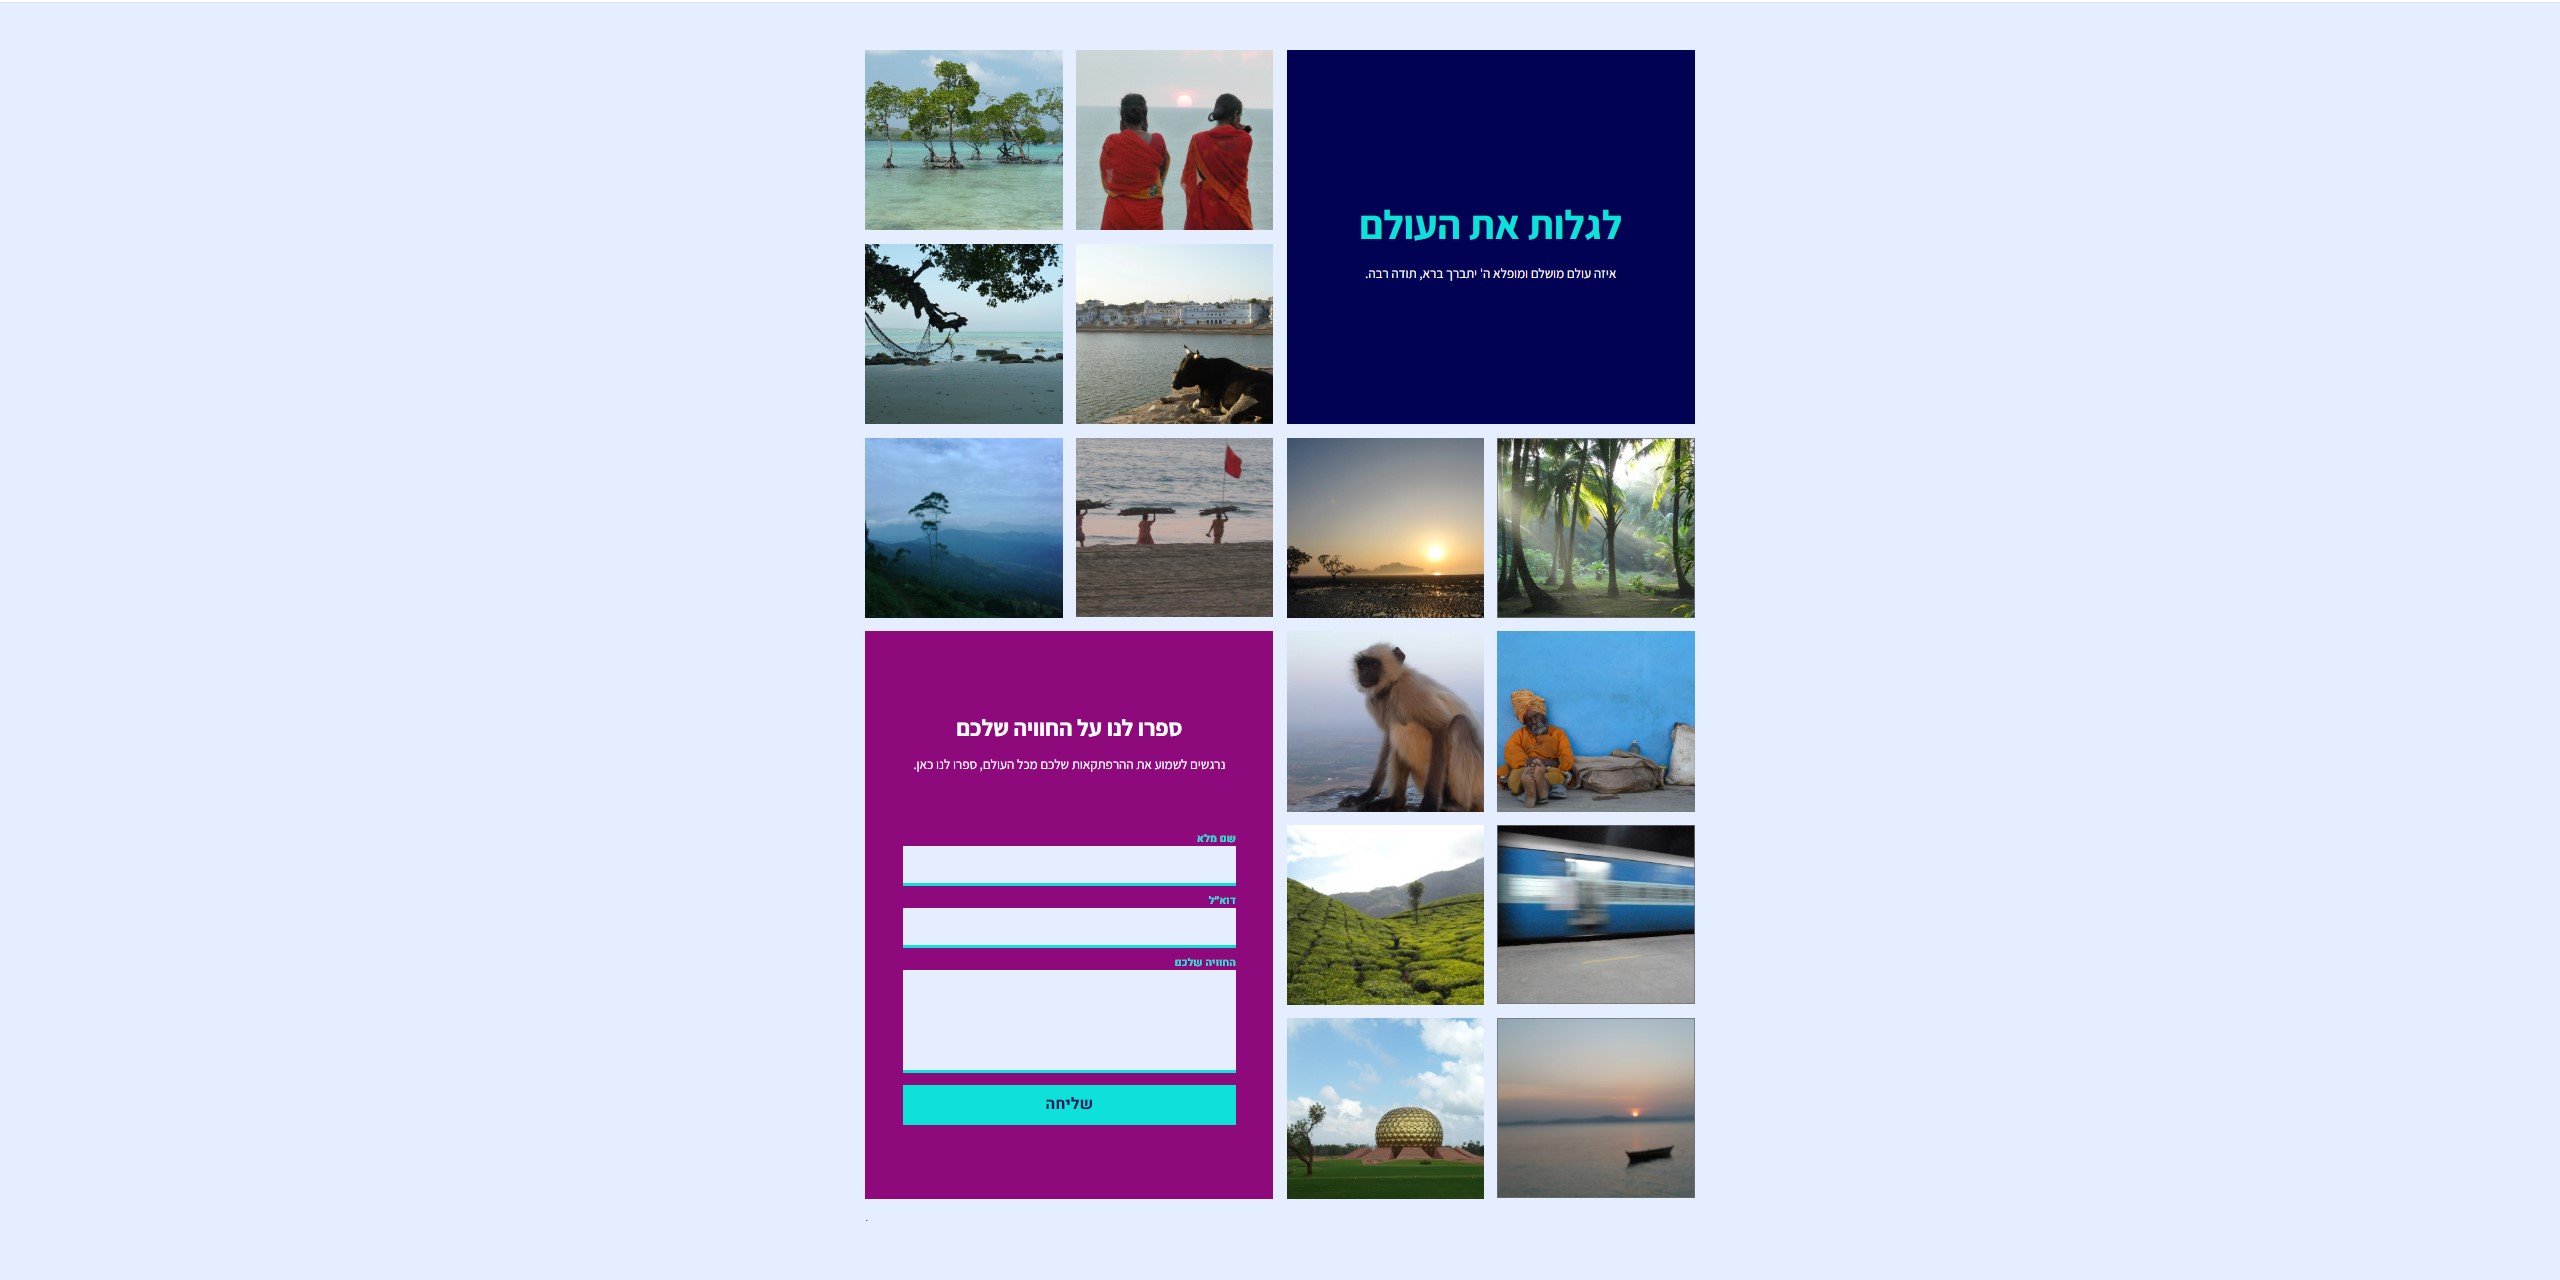 לגלות את העולם
איזה עולם מושלם ומופלא ה' יתברך ברא, תודה רבה.
ספרו לנו על החוויה שלכם
נרגשים לשמוע את ההרפתקאות שלכם מכל העולם, ספרו לנו כאן.
שם מלא
דוא"ל
החוויה שלכם
שליחה
.